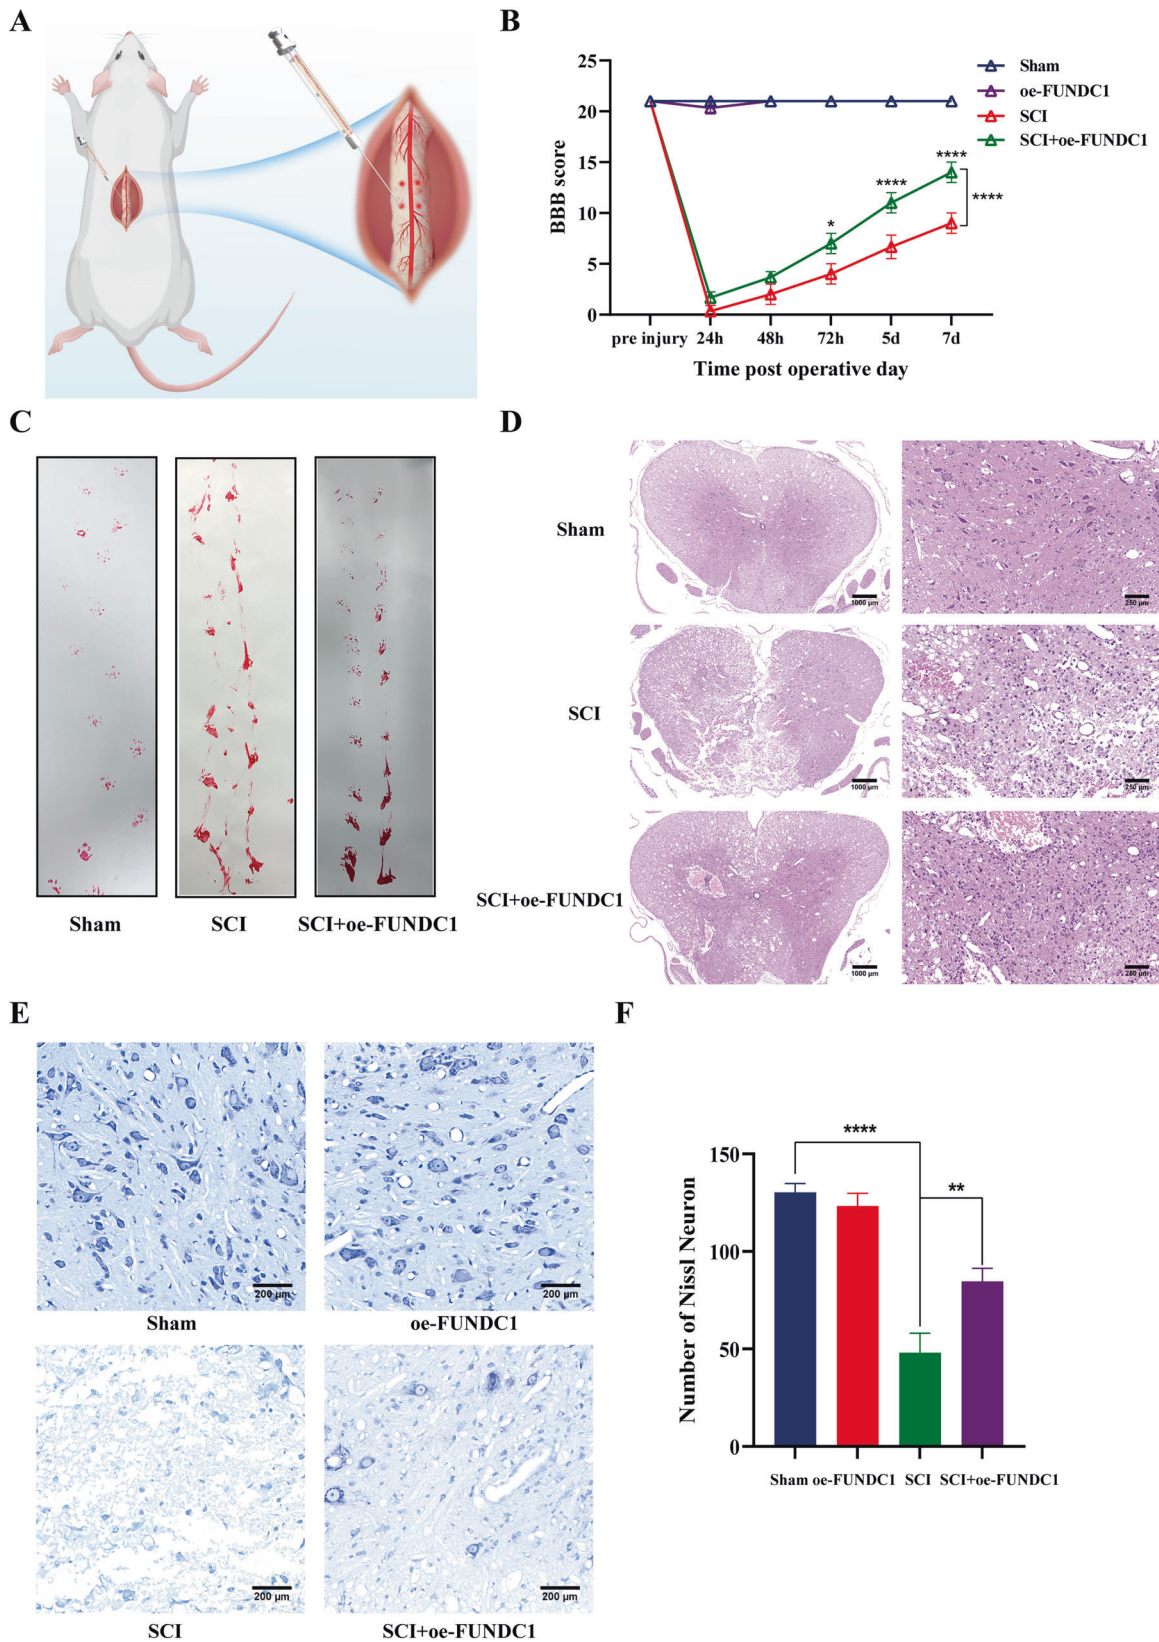 A
B
25
20
15
10
5
0
BBB score
pre injury 24h 48h 72h 5d 7d
Time post operative day
Sham
oe-FUNDC1
SCI
SCI+oe-FUNDC1
*
****
****
****
C
Sham
SCI
SCI+oe-FUNDC1
D
Sham
1000 µm
250 µm
SCI
1000 µm
250 µm
SCI+oe-FUNDC1
1000 µm
250 µm
E
200 µm
200 µm
Sham
oe-FUNDC1
200 µm
200 µm
SCI
SCI+oe-FUNDC1
F
****
**
150
100
50
0
Number of Nissl Neuron
Sham oe-FUNDC1 SCI SCI+oe-FUNDC1